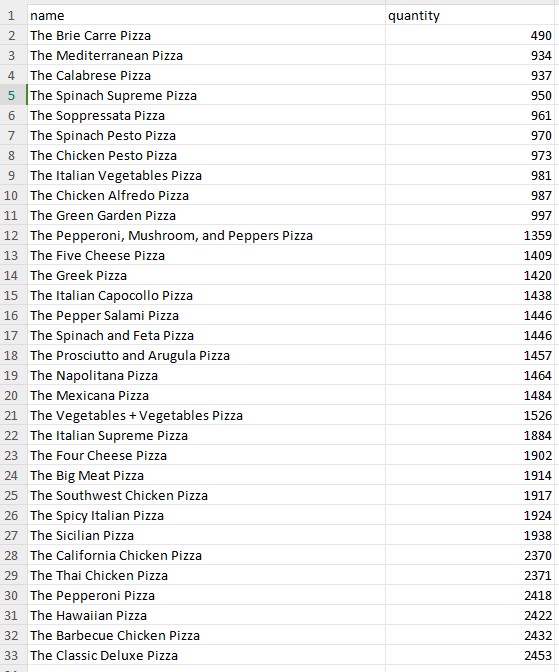 1 name quantity
2 The Brie Carre Pizza 490
3 The Mediterranean Pizza 934
4 The Calabrese Pizza 937
5 The Spinach Supreme Pizza 950
6 The Soppressata Pizza 961
7 The Spinach Pesto Pizza 970
8 The Chicken Pesto Pizza 973
9 The Italian Vegetables Pizza 981
10 The Chicken Alfredo Pizza 987
11 The Green Garden Pizza 997
12 The Pepperoni, Mushroom, and Peppers Pizza 1359
13 The Five Cheese Pizza 1409
14 The Greek Pizza 1420
15 The Italian Capocollo Pizza 1438
16 The Pepper Salami Pizza 1446
17 The Spinach and Feta Pizza 1446
18 The Prosciutto and Arugula Pizza 1457
19 The Napolitana Pizza 1464
20 The Mexicana Pizza 1484
21 The Vegetables + Vegetables Pizza 1526
22 The Italian Supreme Pizza 1884
23 The Four Cheese Pizza 1902
24 The Big Meat Pizza 1914
25 The Southwest Chicken Pizza 1917
26 The Spicy Italian Pizza 1924
27 The Sicilian Pizza 1938
28 The California Chicken Pizza 2370
29 The Thai Chicken Pizza 2371
30 The Pepperoni Pizza 2418
31 The Hawaiian Pizza 2422
32 The Barbecue Chicken Pizza 2432
33 The Classic Deluxe Pizza 2453